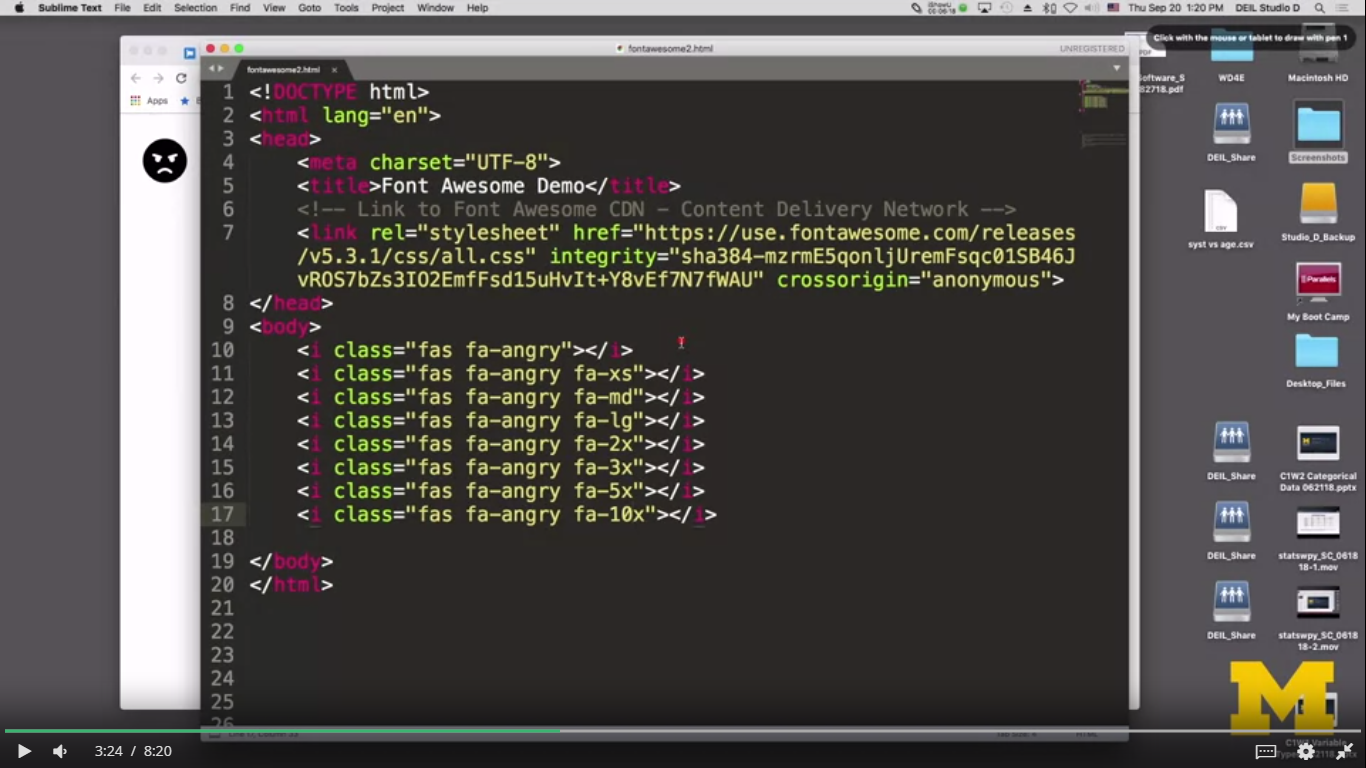 Sublime Text File Edit Selection Find View Goto Tools Project Window Help
Thu Sep 20 1:20 PM DEIL Studio D
Click with the mouse or tablet to draw with pen 1
fontawesome2.html
UNREGISTERED
fontawesome2.html
Apps
1 <!DOCTYPE html>
2 <html lang="en">
3 <head>
4 <meta charset="UTF-8">
5 <title>Font Awesome Demo</title>
6 <!-- Link to Font Awesome CDN - Content Delivery Network -->
7 <link rel="stylesheet" href="https://use.fontawesome.com/releases
/v5.3.1/css/all.css" integrity="sha384-mzrmE5qonljUremFsqc01SB46J
vROS7bZs3IO2EmfFsd15uHvIt+Y8vEf7N7fWAU" crossorigin="anonymous">
8 </head>
9 <body>
10 <i class="fas fa-angry"></i>
11 <i class="fas fa-angry fa-xs"></i>
12 <i class="fas fa-angry fa-md"></i>
13 <i class="fas fa-angry fa-lg"></i>
14 <i class="fas fa-angry fa-2x"></i>
15 <i class="fas fa-angry fa-3x"></i>
16 <i class="fas fa-angry fa-5x"></i>
17 <i class="fas fa-angry fa-10x"></i>
18
19 </body>
20 </html>
21
22
23
24
25
26
oftware_S
82718.pdf
WD4E
Macintosh HD
DEIL_Share
Screenshots
syst vs age.csv
Studio_D_Backup
Parallels
My Boot Camp
Desktop_Files
DEIL_Share
C1W2 Categorical
Data 062118.pptx
DEIL_Share
statswpy_SC_0618
18-1.mov
DEIL_Share
statswpy_SC_0618
18-2.mov
M
C1W2 Variable
3:24 / 8:20